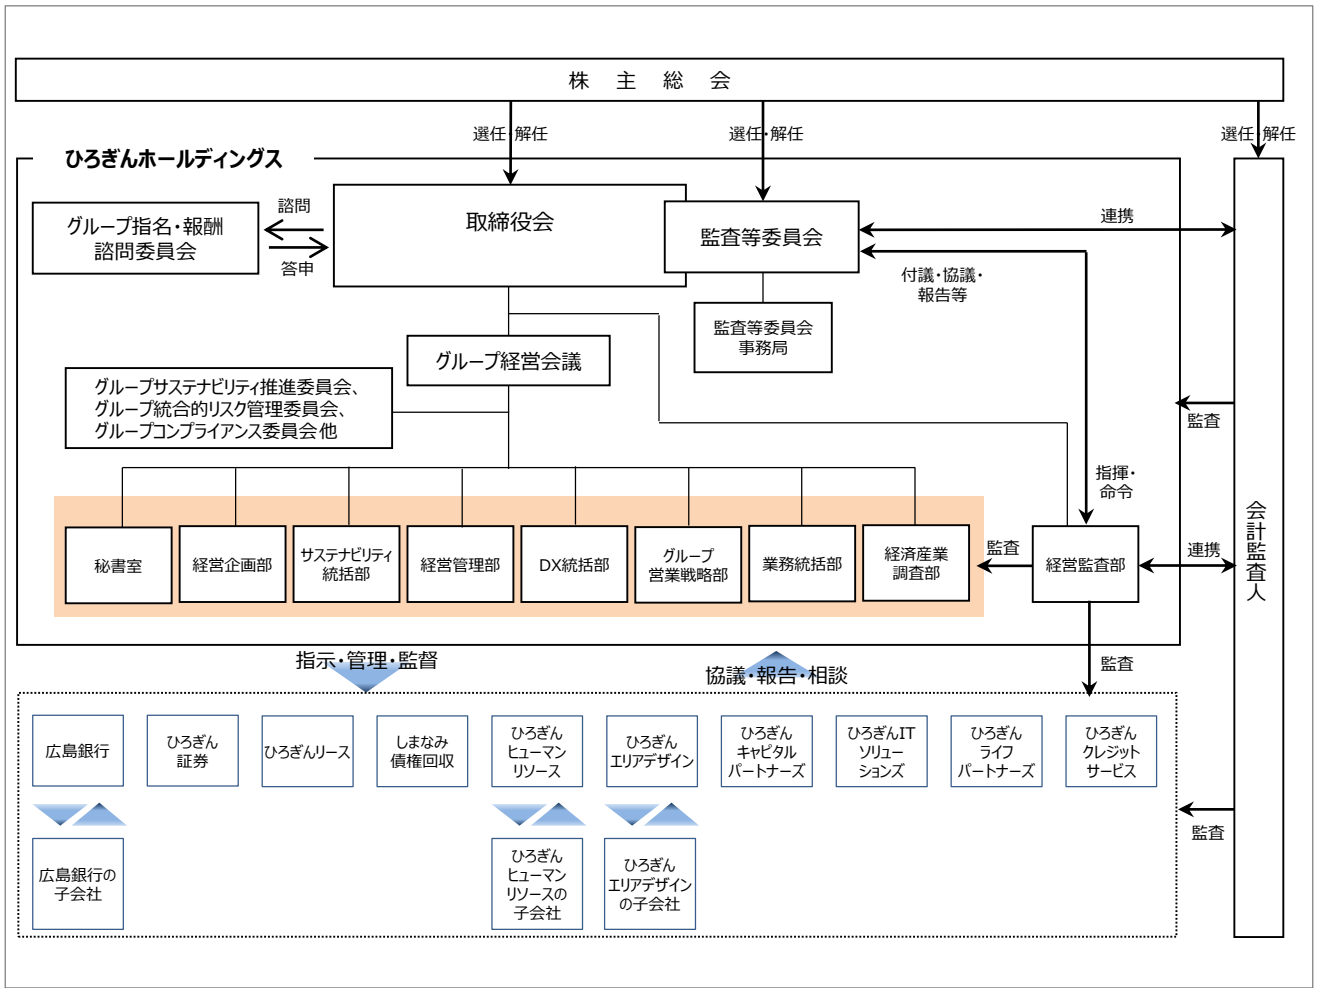 株 主 総 会
選任・解任
選任・解任
選任・解任
ひろぎんホールディングス
グループ指名・報酬
諮問委員会
諮問
答申
取締役会
監査等委員会
連携
付議・協議・
報告等
監査等委員会
事務局
グループ経営会議
グループサステナビリティ推進委員会、
グループ統合的リスク管理委員会、
グループコンプライアンス委員会 他
監査
指揮・
命令
秘書室
経営企画部
サステナビリティ
統括部
経営管理部
DX統括部
グループ
営業戦略部
業務統括部
経済産業
調査部
監査
経営監査部
連携
会計監査人
指示・管理・監督
協議・報告・相談
監査
広島銀行
ひろぎん
証券
ひろぎんリース
しまなみ
債権回収
ひろぎん
ヒューマン
リソース
ひろぎん
エリアデザイン
ひろぎん
キャピタル
パートナーズ
ひろぎんIT
ソリュー
ションズ
ひろぎん
ライフ
パートナーズ
ひろぎん
クレジット
サービス
監査
広島銀行の
子会社
ひろぎん
ヒューマン
リソースの
子会社
ひろぎん
エリアデザイン
の子会社